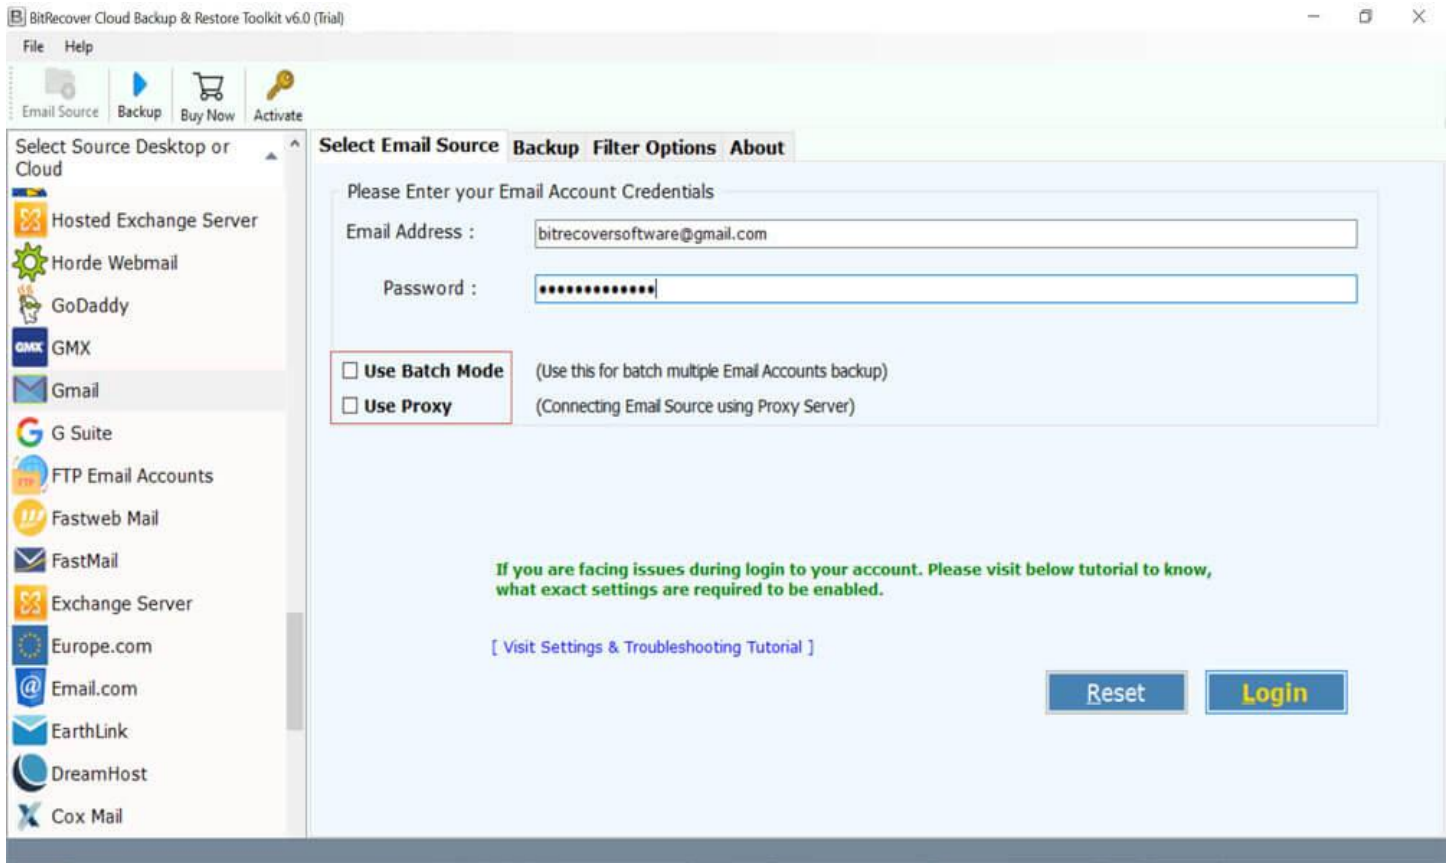 BitRecover Cloud Backup & Restore Toolkit v6.0 (Trial)
File Help
Email Source Backup Buy Now Activate
Select Source Desktop or
Cloud
Hosted Exchange Server
Horde Webmail
GoDaddy
GMX GMX
Gmail
G Suite
FTP FTP Email Accounts
Fastweb Mail
FastMail
Exchange Server
Europe.com
@ Email.com
EarthLink
DreamHost
Cox Mail
Select Email Source Backup Filter Options About
Please Enter your Email Account Credentials
Email Address : bitrecoversoftware@gmail.com
Password : •••••••••••••
Use Batch Mode (Use this for batch multiple Email Accounts backup)
Use Proxy (Connecting Email Source using Proxy Server)
If you are facing issues during login to your account. Please visit below tutorial to know,
what exact settings are required to be enabled.
[ Visit Settings & Troubleshooting Tutorial ]
Reset Login